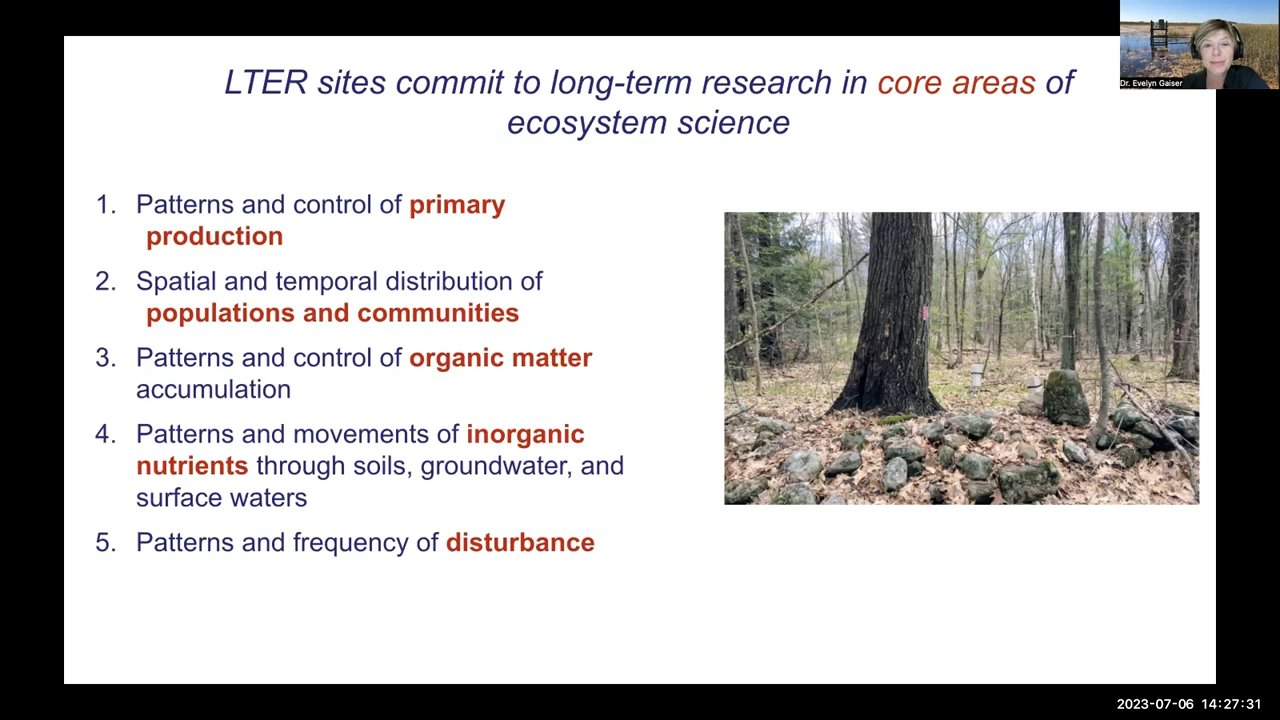 LTER sites commit to long-term research in core areas of
ecosystem science
1. Patterns and control of primary
production
2. Spatial and temporal distribution of
populations and communities
3. Patterns and control of organic matter
accumulation
4. Patterns and movements of inorganic
nutrients through soils, groundwater, and
surface waters
5. Patterns and frequency of disturbance
Dr. Evelyn Gaiser
2023-07-06 14:27:31